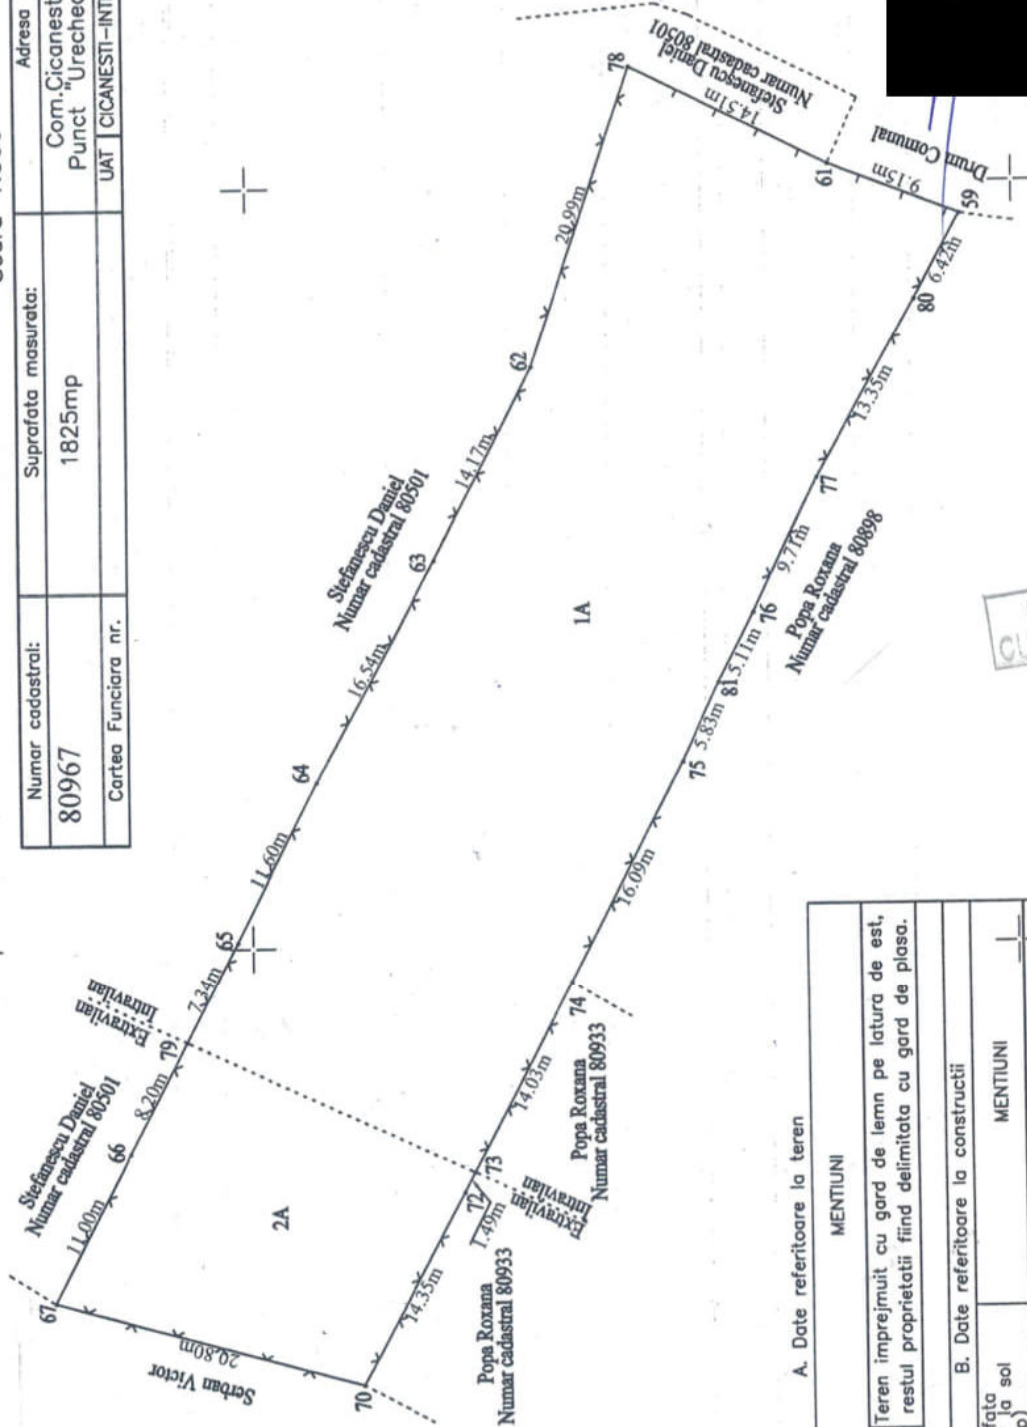 Numar cadastral:
Suprafata masurata:
Adresa
80967
1825mp
Com.Cicanest
Punct "Ureched
Cartea Funciara nr.
UAT
CICANESTI-INT
Stefanescu Daniel
Numar cadastral 80501
Extravilan
Intravilan
67
11.00m
66
8.20m
79
7.34m
65
11.60m
64
16.54m
63
14.17m
62
20.99m
78
Stefanescu Daniel
Numar cadastral 80501
Stefanescu Daniel
Numar cadastral 80501
14.51m
61
9.15m
Drum Comunal
59
6.42m
80
13.35m
77
9.71m
76
5.11m
81
5.83m
75
16.09m
74
14.03m
73
72
1.49m
14.35m
70
20.80m
Serban Victor
2A
1A
Popa Roxana
Numar cadastral 80898
Popa Roxana
Numar cadastral 80933
Extravilan
Intravilan
Popa Roxana
Numar cadastral 80933
CU
A. Date referitoare la teren
MENTIUNI
Teren imprejmuit cu gard de lemn pe latura de est,
restul proprietatii fiind delimitata cu gard de plasa.
B. Date referitoare la constructii
fata
la sol
p)
MENTIUNI